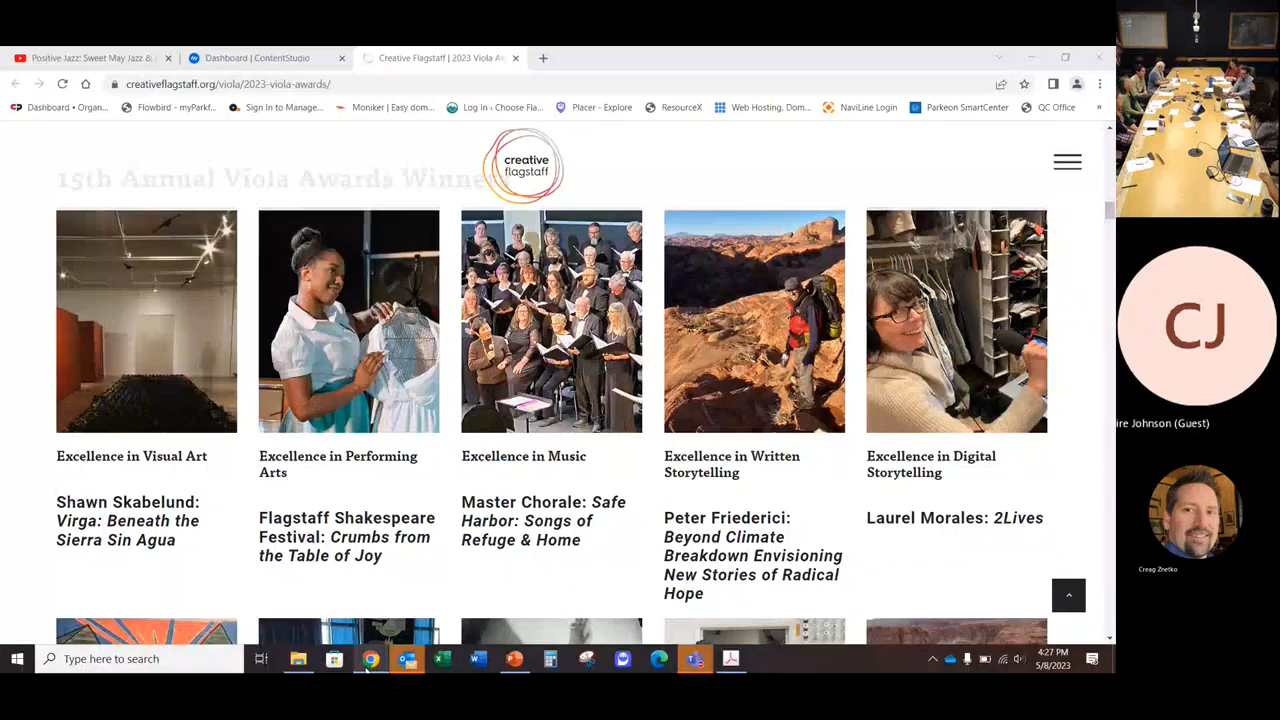 Positive Jazz: Sweet May Jazz &
Dashboard | ContentStudio
Creative Flagstaff | 2023 Viola Aw
creativeflagstaff.org/viola/2023-viola-awards/
Dashboard • Organ...
Flowbird - myParkf...
Sign In to Manage...
Moniker | Easy dom...
Log In ‹ Choose Fla...
Placer - Explore
ResourceX
Web Hosting, Dom...
NaviLine Login
Parkeon SmartCenter
QC Office
»
creative
flagstaff
15th Annual Viola Awards Winner
Excellence in Visual Art
Shawn Skabelund:
Virga: Beneath the
Sierra Sin Agua
Excellence in Performing
Arts
Flagstaff Shakespeare
Festival: Crumbs from
the Table of Joy
Excellence in Music
Master Chorale: Safe
Harbor: Songs of
Refuge & Home
Excellence in Written
Storytelling
Peter Friederici:
Beyond Climate
Breakdown Envisioning
New Stories of Radical
Hope
Excellence in Digital
Storytelling
Laurel Morales: 2Lives
Type here to search
4:27 PM
5/8/2023
CJ
ire Johnson (Guest)
Creag Znetko